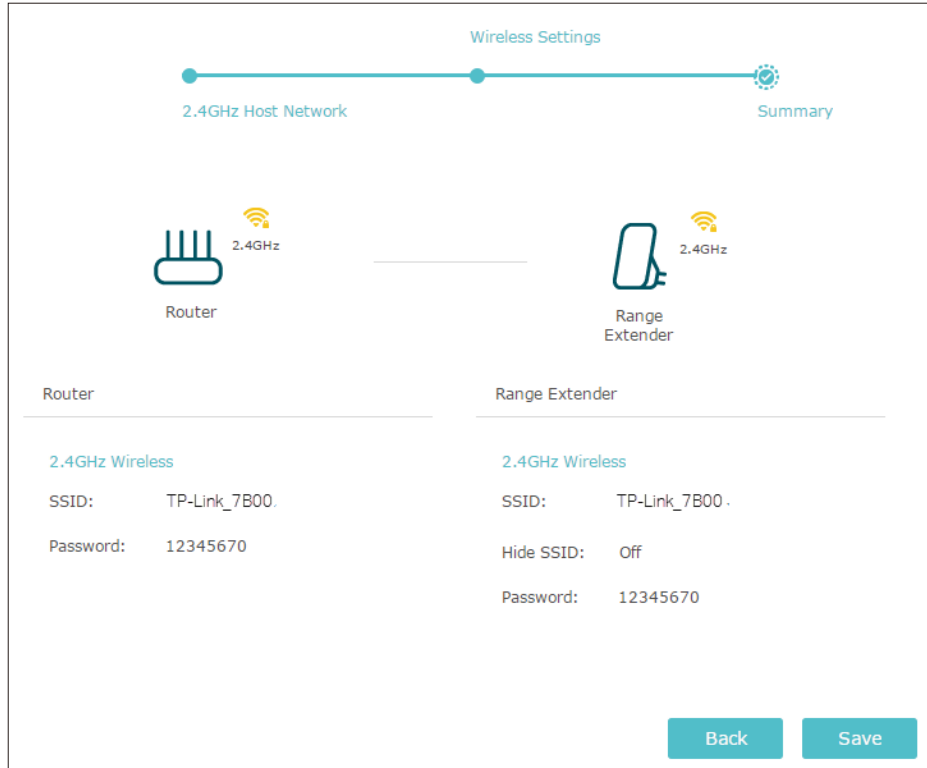 Wireless Settings
2.4GHz Host Network
Summary
2.4GHz
2.4GHz
Router
Range
Extender
Router
Range Extender
2.4GHz Wireless
SSID: TP-Link_7B00
Password: 12345670
2.4GHz Wireless
SSID: TP-Link_7B00
Hide SSID: Off
Password: 12345670
Back
Save